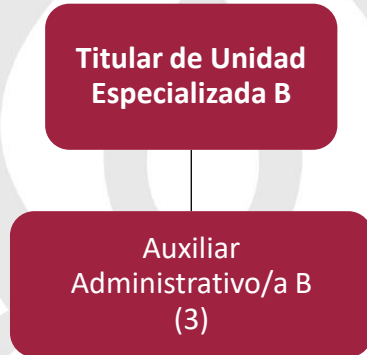 Titular de Unidad
Especializada B
Auxiliar
Administrativo/a B
(3)